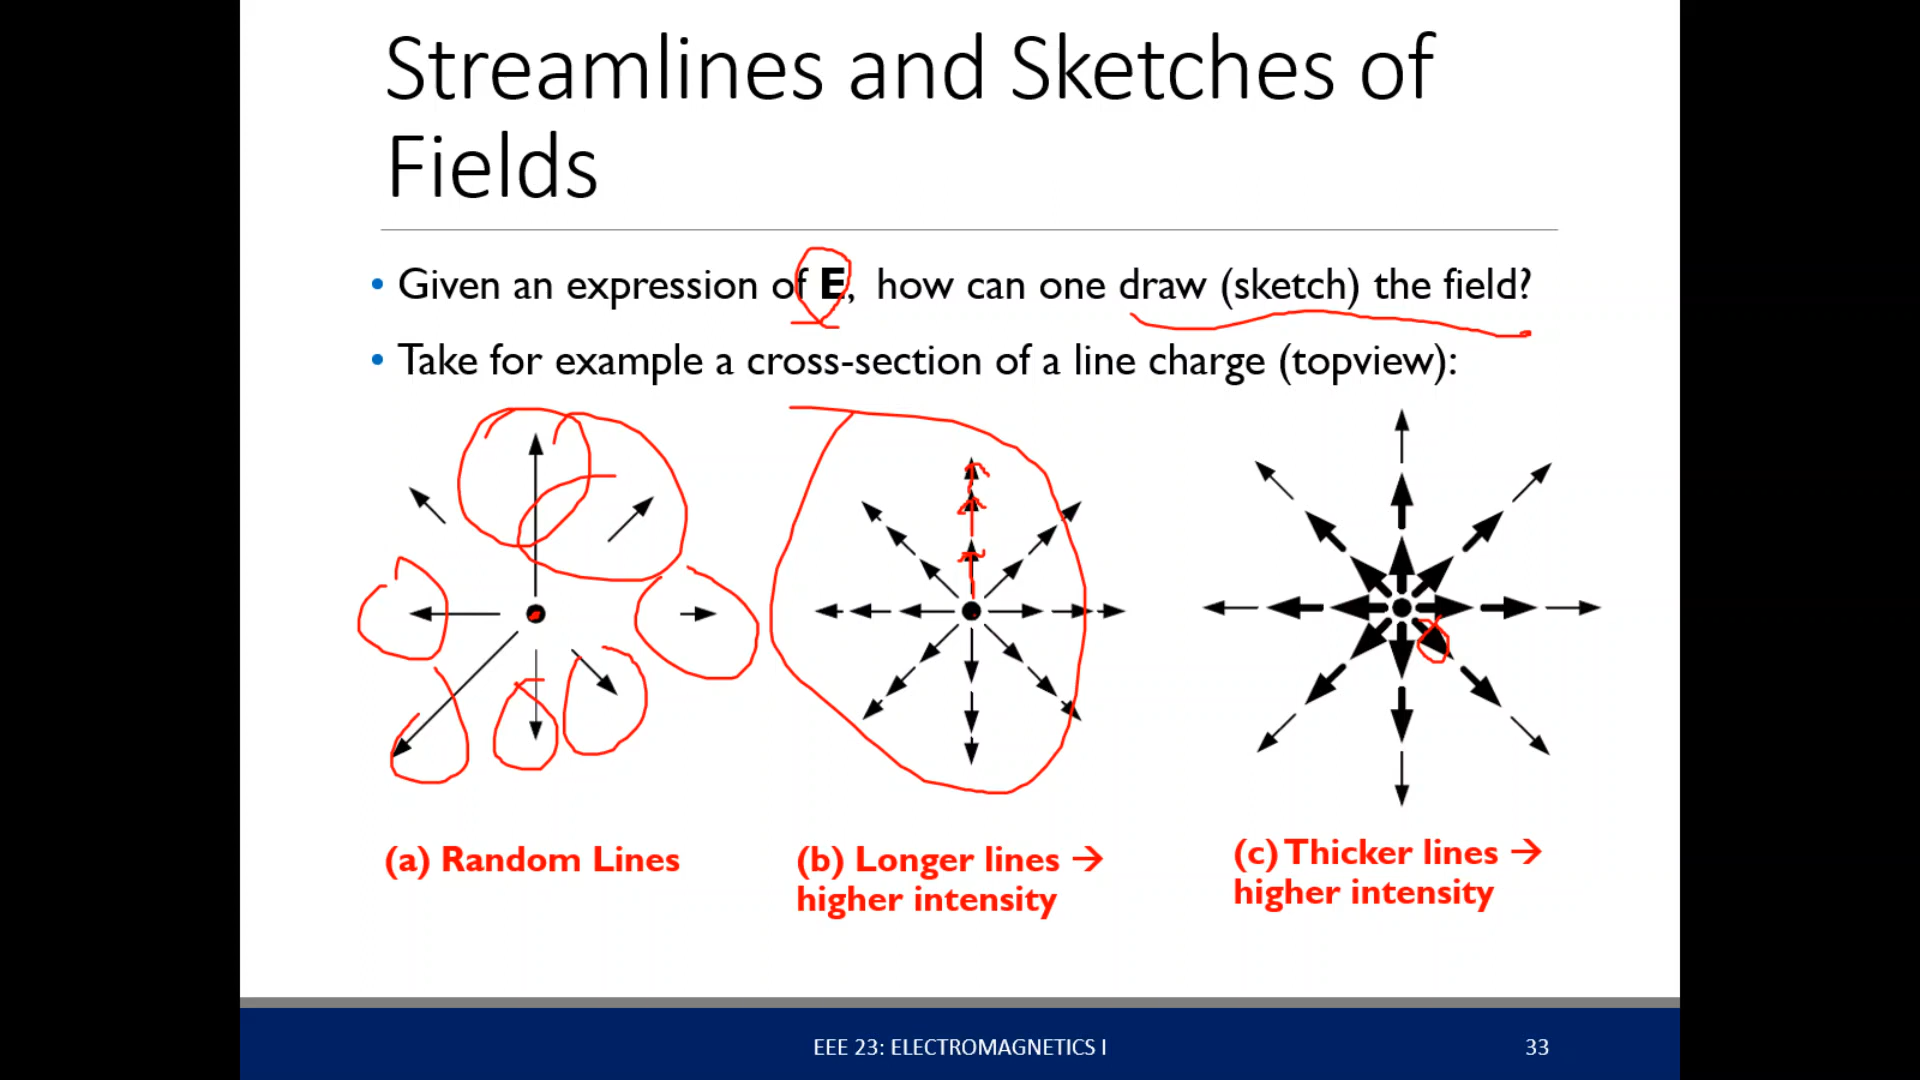 Streamlines and Sketches of
Fields
• Given an expression of E, how can one draw (sketch) the field?
• Take for example a cross-section of a line charge (topview):
(a) Random Lines
(b) Longer lines →
higher intensity
(c) Thicker lines →
higher intensity
EEE 23: ELECTROMAGNETICS I
33